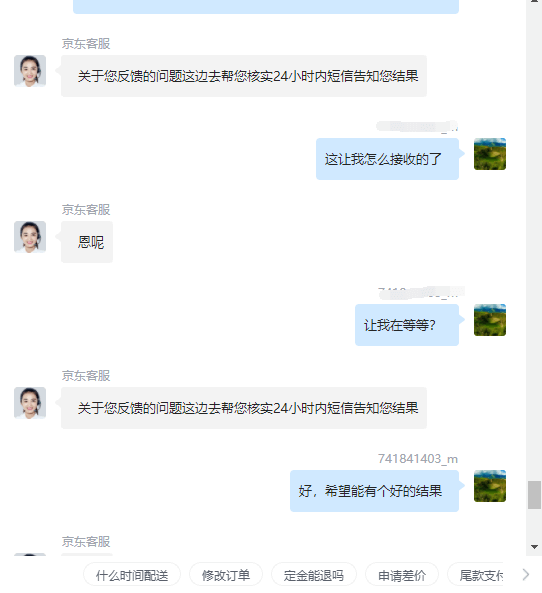 京东客服
关于您反馈的问题这边去帮您核实24小时内短信告知您结果
这让我怎么接收的了
京东客服
恩呢
让我在等等？
京东客服
关于您反馈的问题这边去帮您核实24小时内短信告知您结果
741841403_m
好，希望能有个好的结果
京东客服
什么时间配送 修改订单 定金能退吗 申请差价 尾款支付